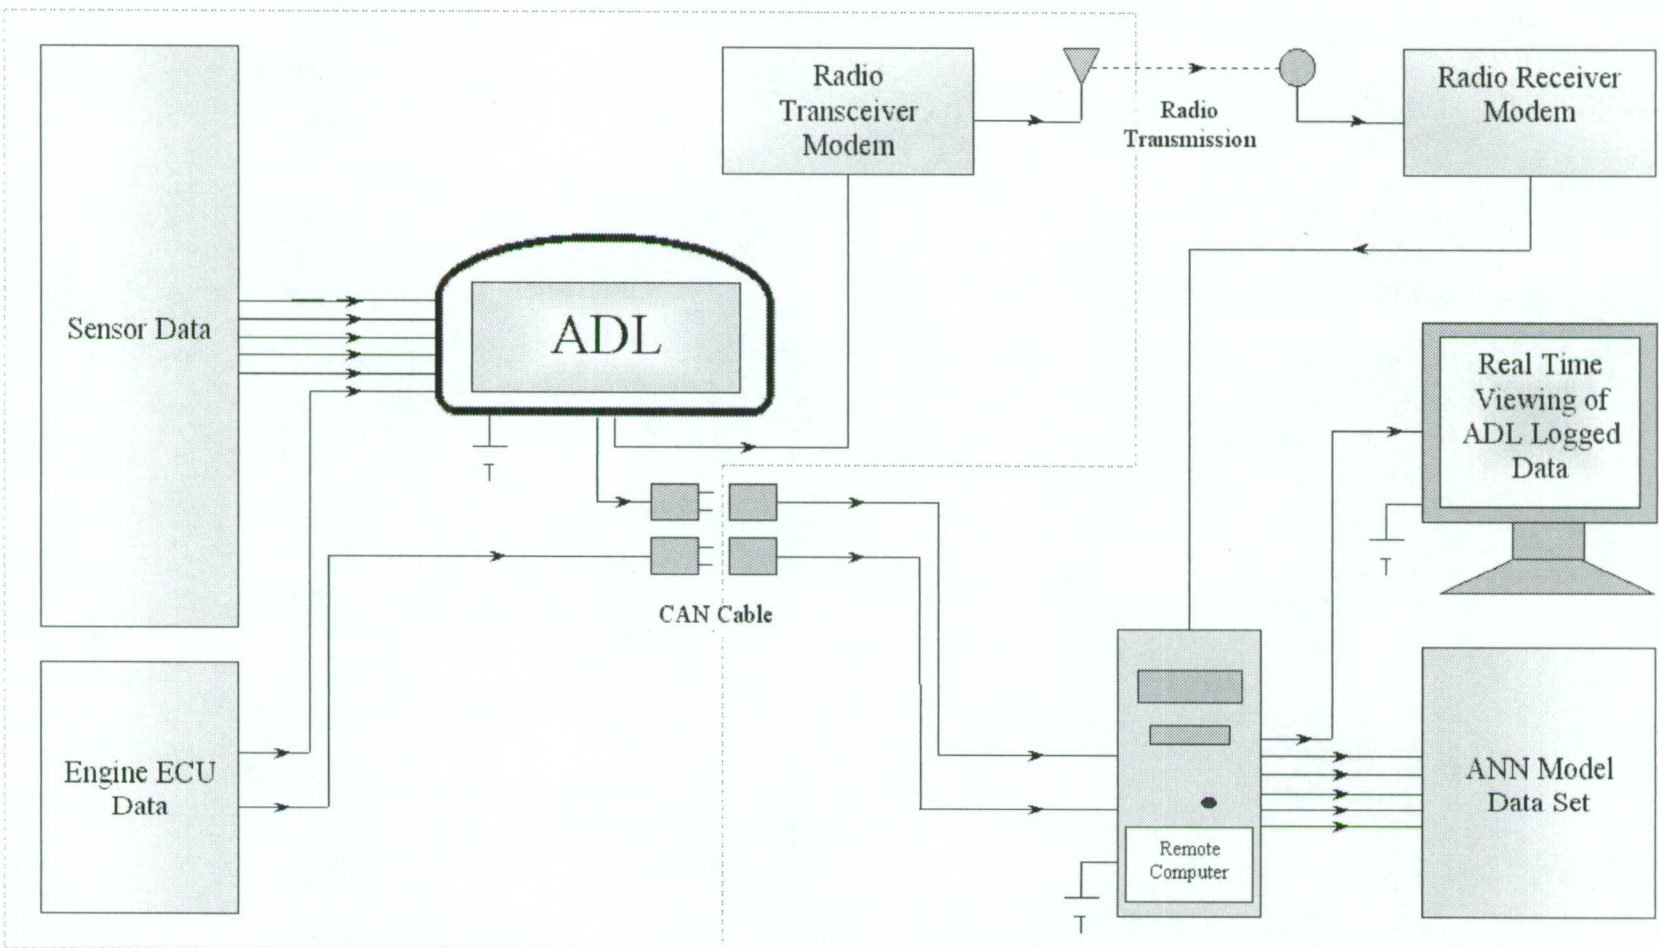 Radio
Transceiver
Modem
Radio
Transmission
Radio Receiver
Modem
Sensor Data
ADL
T
Real Time
Viewing of
ADL Logged
Data
T
CAN Cable
Engine ECU
Data
Remote
Computer
T
ANN Model
Data Set